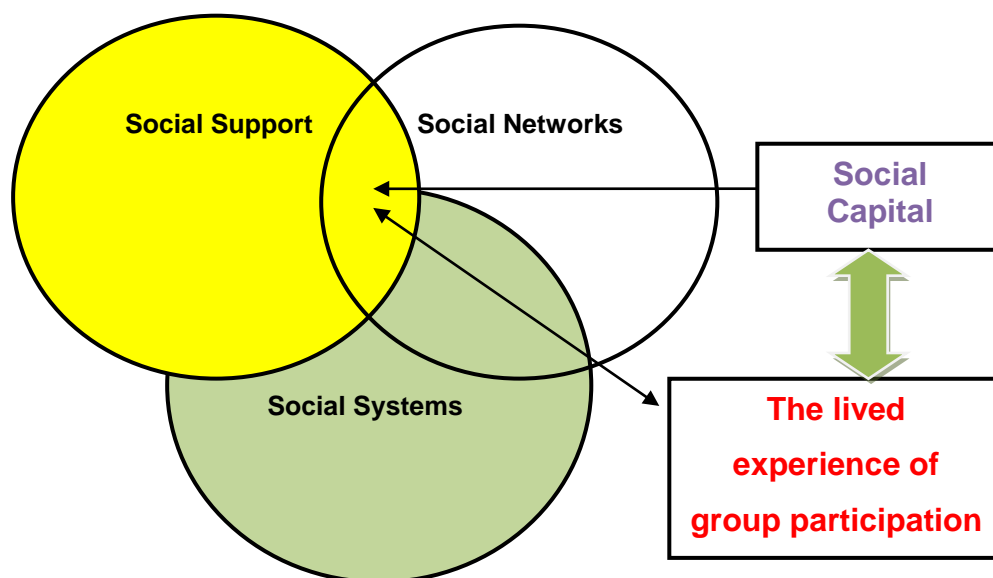 Social Support
Social Networks
Social
Capital
Social Systems
The lived
experience of
group participation